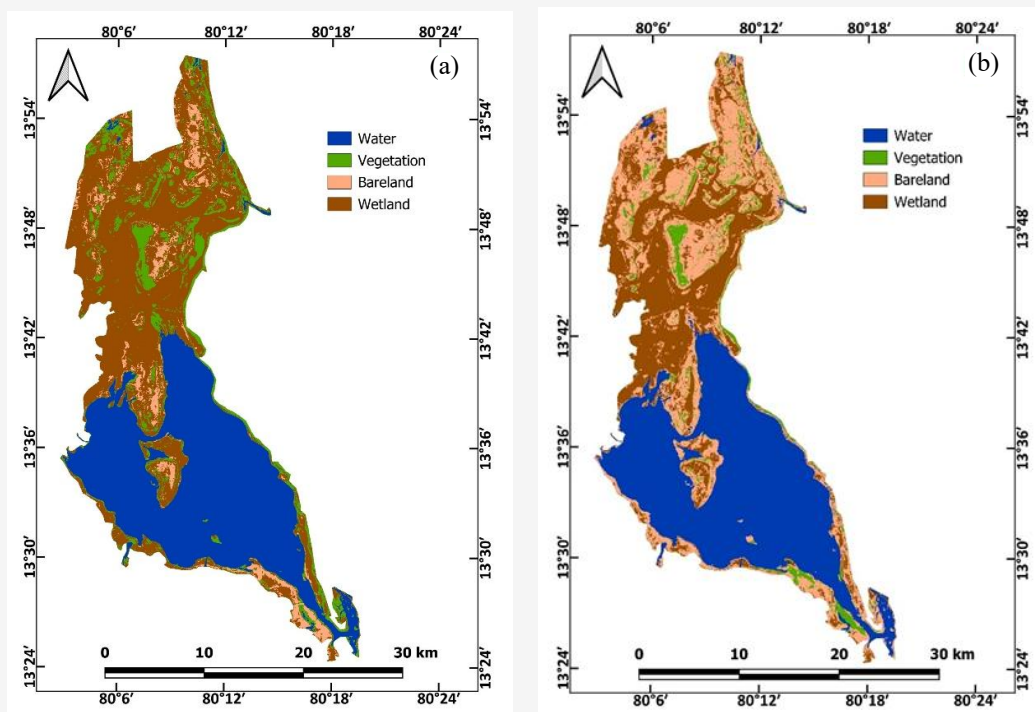 80°6′ 80°12′ 80°18′ 80°24′
(a)
13°54′ 13°54′
Water
Vegetation
Bareland
Wetland
13°48′ 13°48′
13°42′ 13°42′
13°36′ 13°36′
13°30′ 13°30′
13°24′ 13°24′
0 10 20 30 km
80°6′ 80°12′ 80°18′ 80°24′
80°6′ 80°12′ 80°18′ 80°24′
(b)
13°54′ 13°54′
Water
Vegetation
Bareland
Wetland
13°48′ 13°48′
13°42′ 13°42′
13°36′ 13°36′
13°30′ 13°30′
13°24′ 13°24′
0 10 20 30 km
80°6′ 80°12′ 80°18′ 80°24′